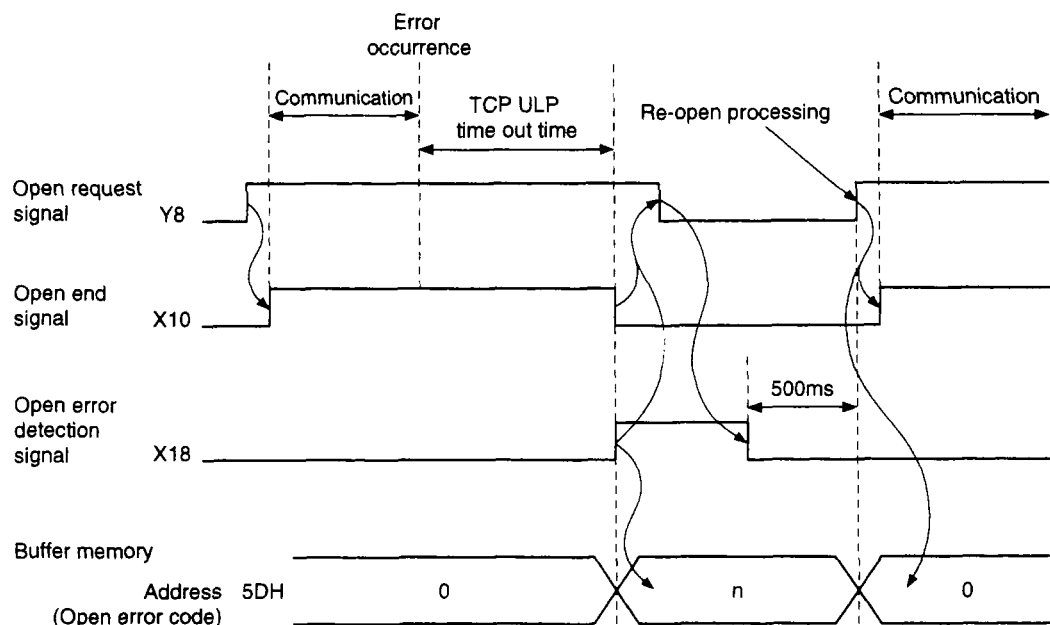 Error
occurrence
Communication
TCP ULP
time out time
Re-open processing
Communication
Open request
signal Y8
Open end
signal X10
500ms
Open error
detection
signal X18
Buffer memory
Address 5DH 0 n 0
(Open error code)